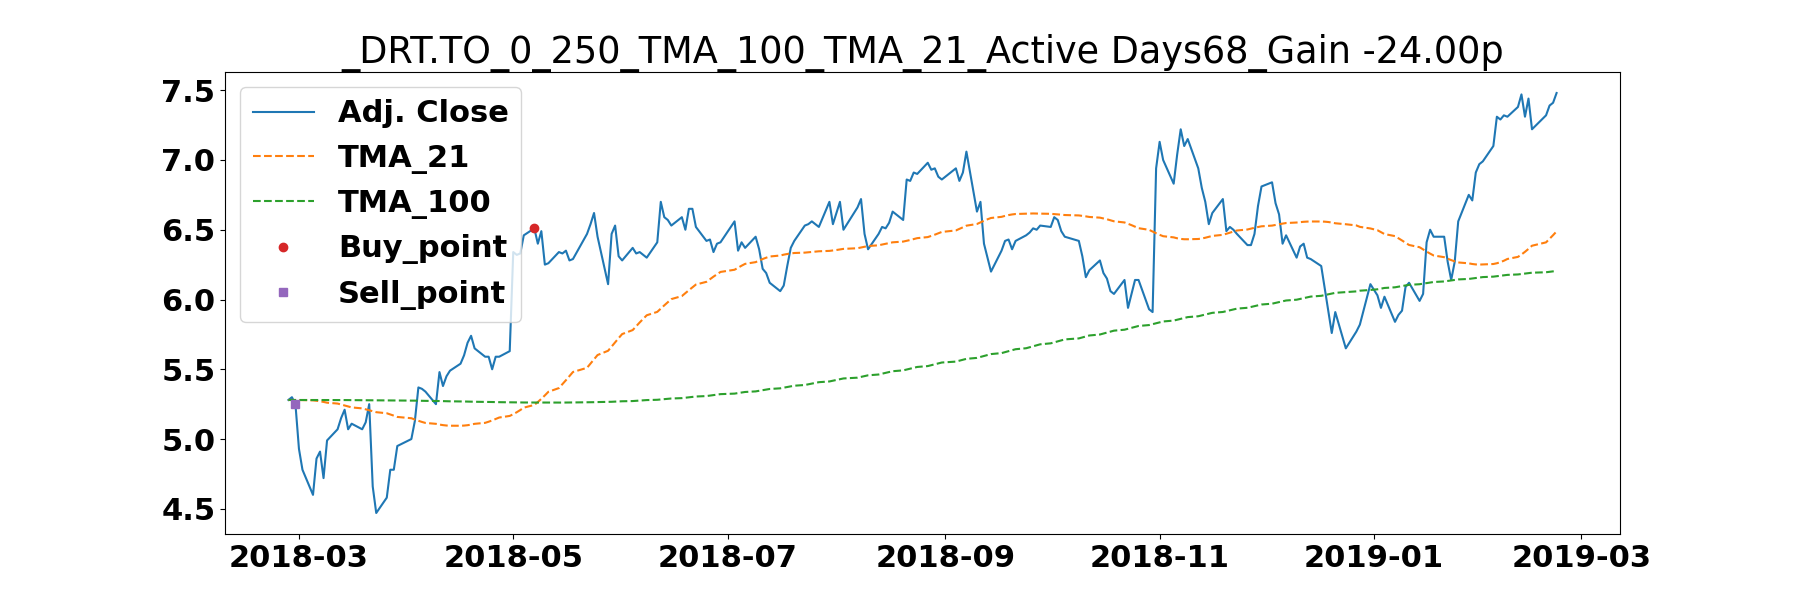 _DRT.TO_0_250_TMA_100_TMA_21_Active Days68_Gain -24.00p
7.5
7.0
6.5
6.0
5.5
5.0
4.5
Adj. Close
TMA_21
TMA_100
Buy_point
Sell_point
2018-03 2018-05 2018-07 2018-09 2018-11 2019-01 2019-03